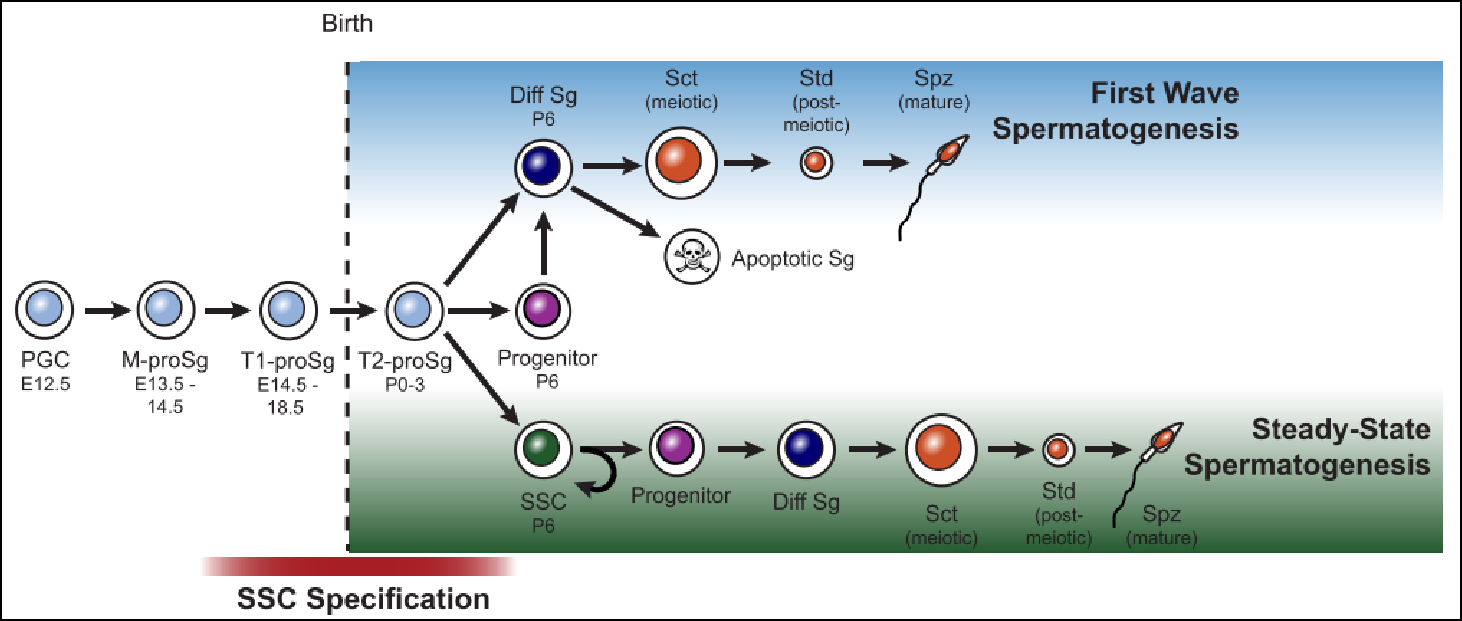 Birth
Diff Sg
P6
Sct
(meiotic)
Std
(post-
meiotic)
Spz
(mature)
First Wave
Spermatogenesis
Apoptotic Sg
PGC
E12.5
M-proSg
E13.5 -
14.5
T1-proSg
E14.5 -
18.5
T2-proSg
P0-3
Progenitor
P6
SSC
P6
Progenitor
Diff Sg
Sct
(meiotic)
Std
(post-
meiotic)
Spz
(mature)
Steady-State
Spermatogenesis
SSC Specification